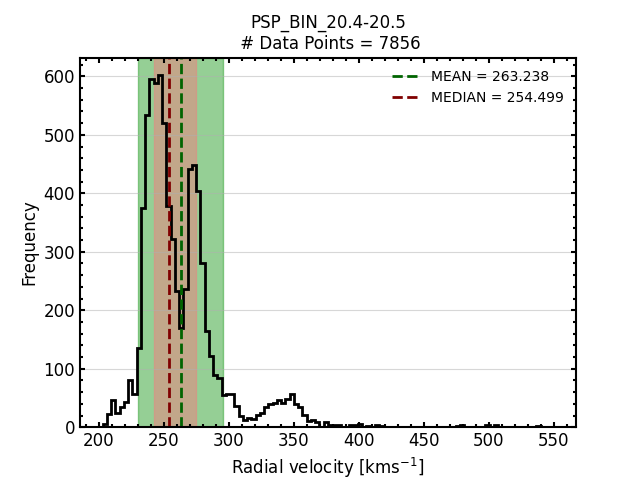 PSP_BIN_20.4-20.5
# Data Points = 7856
MEAN = 263.238
MEDIAN = 254.499
600
500
400
300
200
100
0
Frequency
200
250
300
350
400
450
500
550
Radial velocity [kms⁻¹]